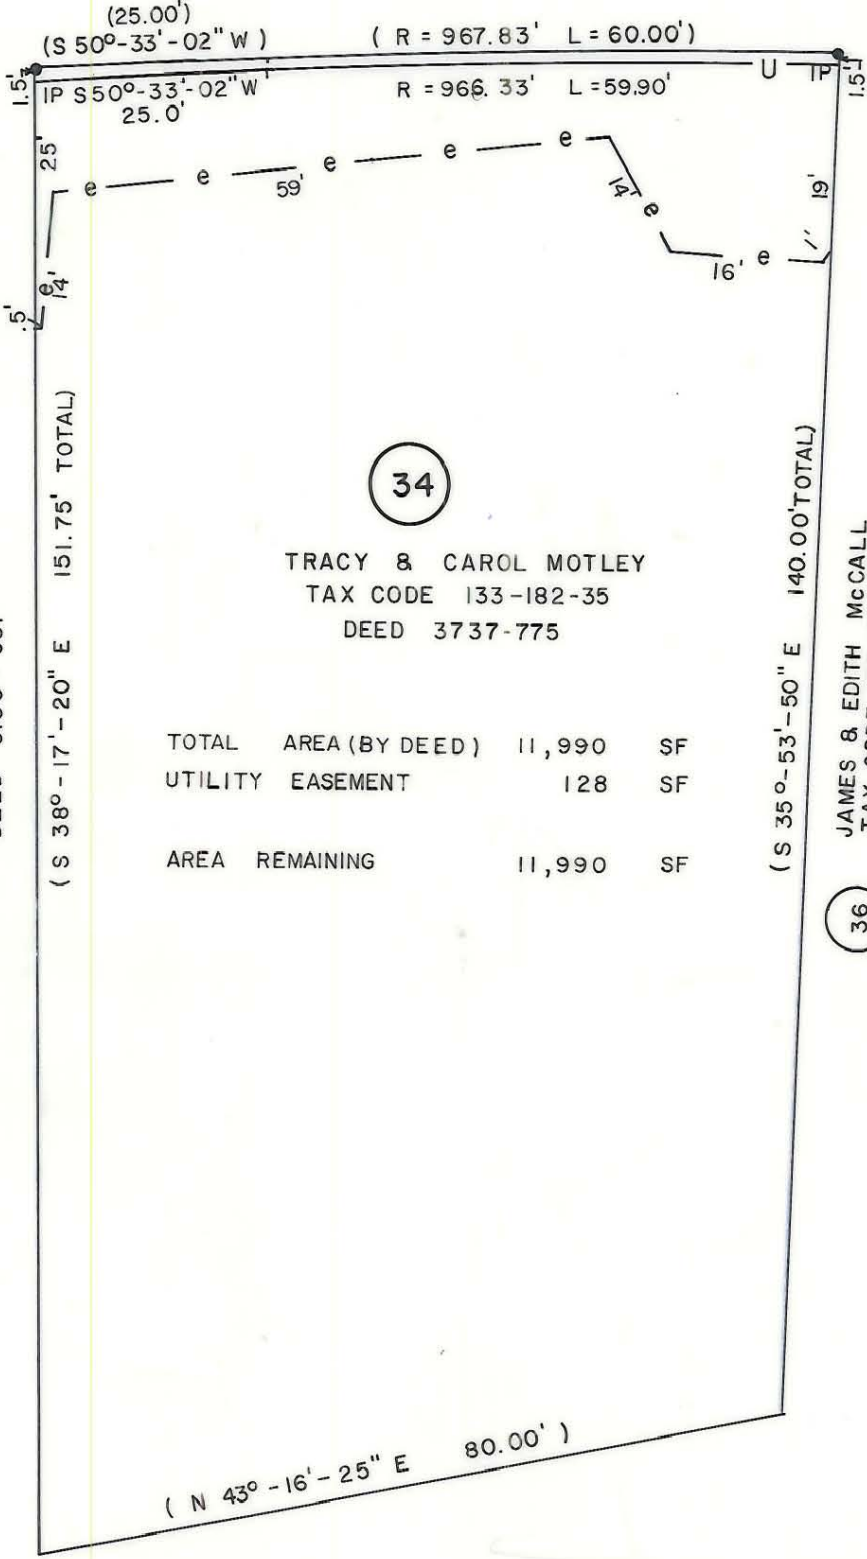 (25.00')
(S 50°-33'-02" W) ( R = 967.83' L = 60.00')
1.5' IP S 50°-33'-02" W R = 966.33' L = 59.90' U IP 1.5'
25.0'
25'
e e e e e
59'
14'
e
19'
1'
16' e
e
14'
.5'
(S 38°-17'-20" E 151.75' TOTAL)
34
TRACY & CAROL MOTLEY
TAX CODE 133-182-35
DEED 3737-775
TOTAL AREA (BY DEED) 11,990 SF
UTILITY EASEMENT 128 SF
AREA REMAINING 11,990 SF
(S 35°-53'-50" E 140.00' TOTAL)
36 JAMES & EDITH McCALL
( N 43°-16'-25" E 80.00' )